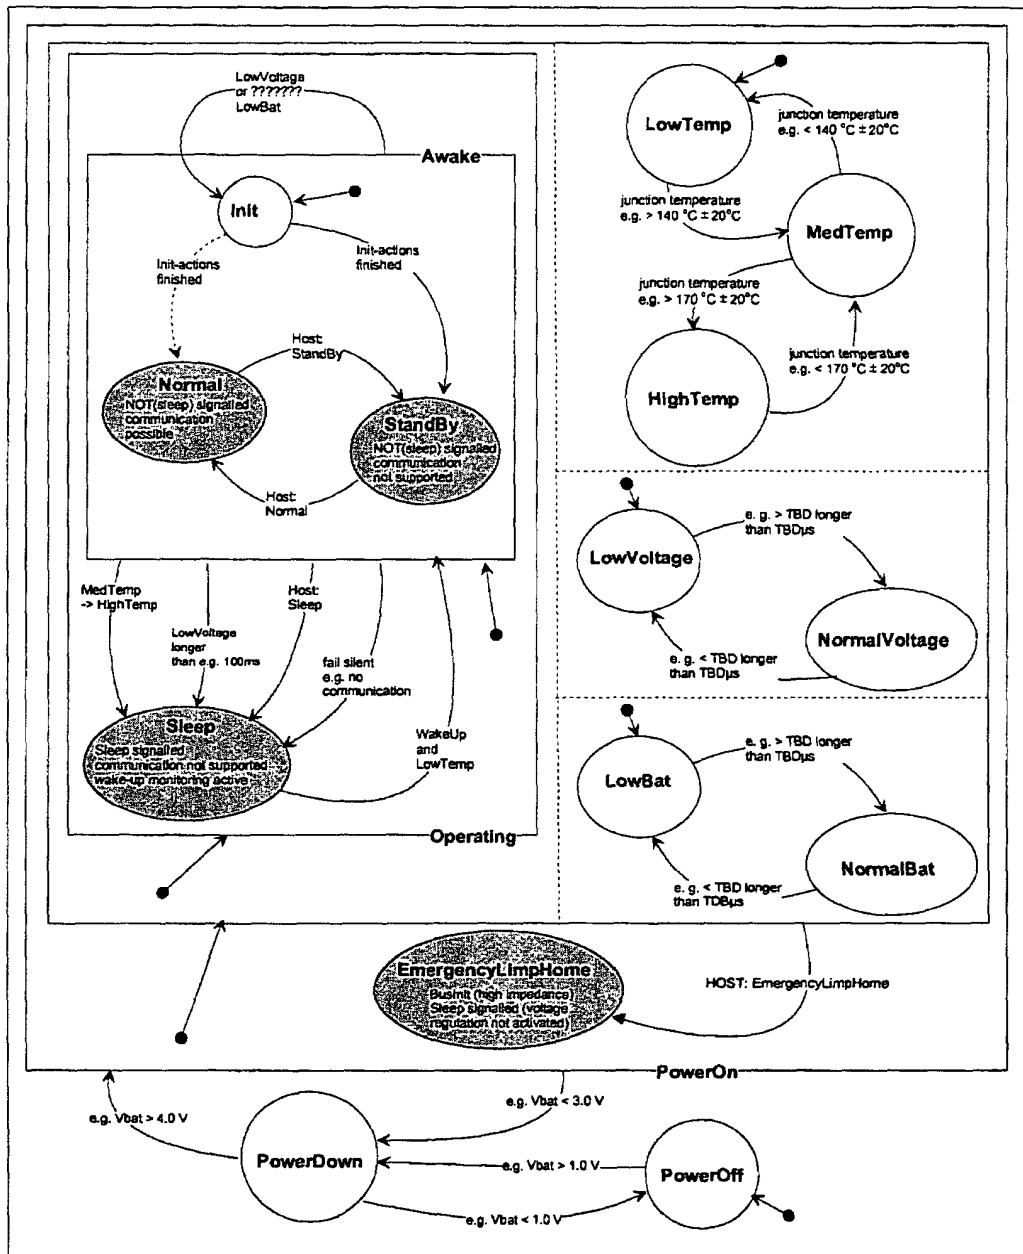 LowVoltage
or ???????
LowBat
Awake
Init
Init-actions
finished
Init-actions
finished
Host:
StandBy
Normal
NOT(sleep) signalled
communication
possible
StandBy
NOT(sleep) signalled
communication
not supported
Host:
Normal
MedTemp
-> HighTemp
LowVoltage
longer
than e.g. 100ms
Host:
Sleep
fail silent
e.g. no
communication
WakeUp
and
LowTemp
Sleep
Sleep signalled
communication not supported
wake-up monitoring active
Operating
LowTemp
junction temperature
e.g. < 140 °C ± 20°C
junction temperature
e.g. > 140 °C ± 20°C
MedTemp
junction temperature
e.g. > 170 °C ± 20°C
junction temperature
e.g. < 170 °C ± 20°C
HighTemp
LowVoltage
e. g. > TBD longer
than TBDµs
NormalVoltage
e. g. < TBD longer
than TBDµs
LowBat
e. g. > TBD longer
than TBDµs
NormalBat
e. g. < TBD longer
than TDBµs
EmergencyLimpHome
BusInit (high impedance)
Sleep signalled (voltage
regulation not activated)
HOST: EmergencyLimpHome
PowerOn
e.g. Vbat > 4.0 V
e.g. Vbat < 3.0 V
PowerDown
e.g. Vbat > 1.0 V
PowerOff
e.g. Vbat < 1.0 V